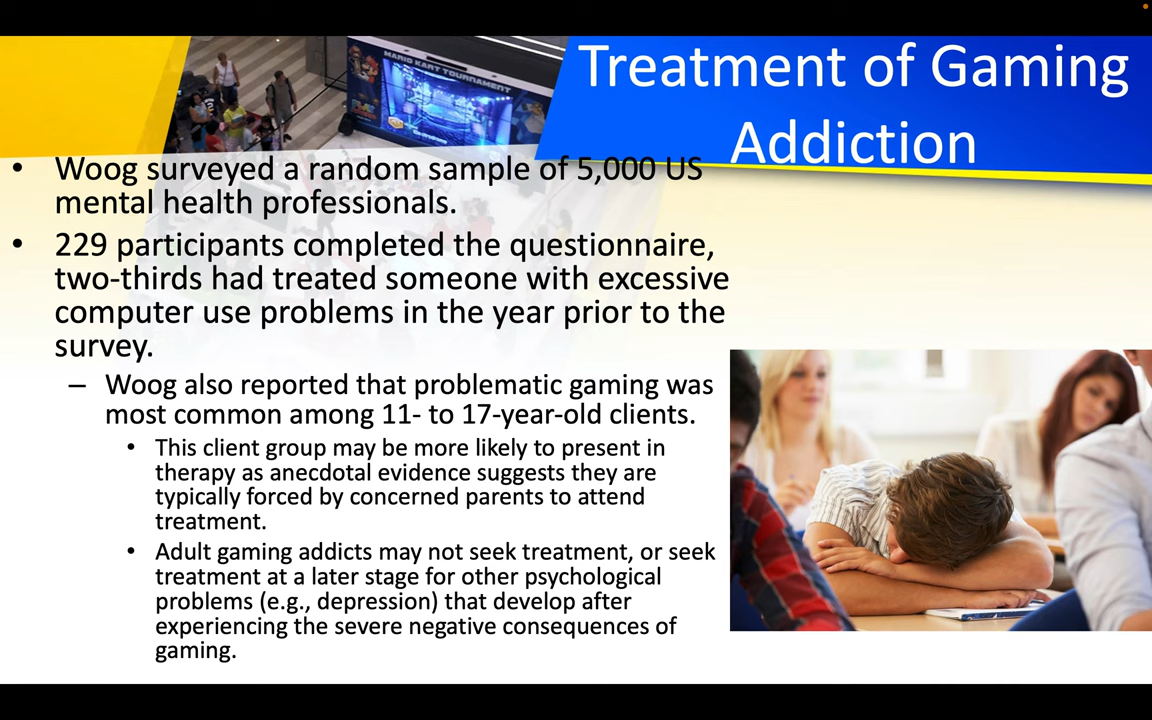 MARIO KART TOURNAMENT
Treatment of Gaming
Addiction
• Woog surveyed a random sample of 5,000 US
mental health professionals.
• 229 participants completed the questionnaire,
two-thirds had treated someone with excessive
computer use problems in the year prior to the
survey.
– Woog also reported that problematic gaming was
most common among 11- to 17-year-old clients.
• This client group may be more likely to present in
therapy as anecdotal evidence suggests they are
typically forced by concerned parents to attend
treatment.
• Adult gaming addicts may not seek treatment, or seek
treatment at a later stage for other psychological
problems (e.g., depression) that develop after
experiencing the severe negative consequences of
gaming.